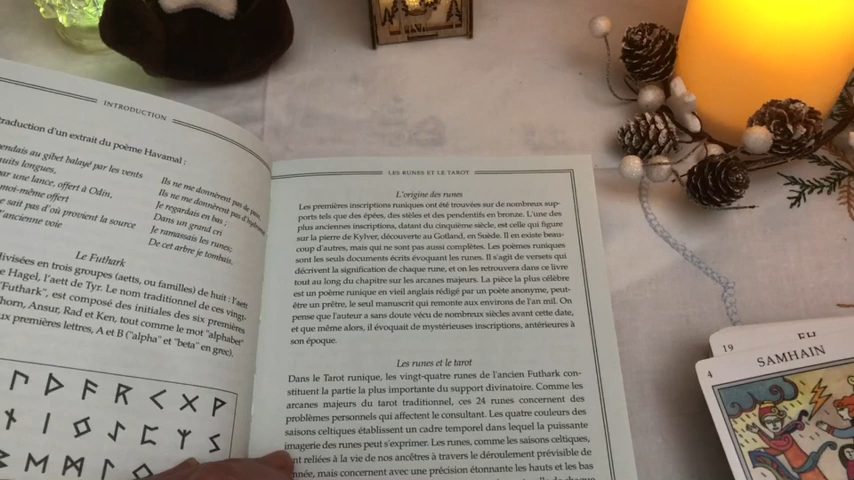 INTRODUCTION
traduction d'un extrait du poème Havamal :
pendais au gibet balayé par les vents
nuits longues,
par une lance, offert à Odin,
moi-même offert
sait pas d'où provient la source
l'ancienne voie
Ils ne me donnèrent pas de pain,
Ils ne me donnèrent pas d'hydromel
Je regardais en bas ;
Dans un grand cri
Je ramassais les runes;
De cet arbre je tombais.
Le Futhark
divisées en trois groupes (aetts, ou familles) de huit : l'aett
Hagel, l'aett de Tyr. Le nom traditionnel de ces vingt-
"Futhark", est composé des initiales des six premières
Thorn, Ansur, Rad et Ken, tout comme le mot "alphabet"
premières lettres, A et B ("alpha" et "beta" en grec).
ᚦ ᚨ ᚱ ᚲ ᚷ ᚹ
LES RUNES ET LE TAROT
L'origine des runes
Les premières inscriptions runiques ont été trouvées sur de nombreux sup-
ports tels que des épées, des stèles et des pendentifs en bronze. L'une des
plus anciennes inscriptions, datant du cinquième siècle, est celle qui figure
sur la pierre de Kylver, découverte au Gotland, en Suède. Il en existe beau-
coup d'autres, mais qui ne sont pas aussi complètes. Les poèmes runiques
sont les seuls documents écrits évoquant les runes. Il s'agit de versets qui
décrivent la signification de chaque rune, et on les retrouvera dans ce livre
tout au long du chapitre sur les arcanes majeurs. La pièce la plus célèbre
est un poème runique en vieil anglais rédigé par un poète anonyme, peut-
être un prêtre, le seul manuscrit qui remonte aux environs de l'an mil. On
pense que l'auteur a sans doute vécu de nombreux siècles avant cette date,
et que même alors, il évoquait de mystérieuses inscriptions, antérieures à
son époque.
Les runes et le tarot
Dans le Tarot runique, les vingt-quatre runes de l'ancien Futhark con-
stituent la partie la plus importante du support divinatoire. Comme les
arcanes majeurs du tarot traditionnel, ces 24 runes concernent des
problèmes personnels qui affectent le consultant. Les quatre couleurs des
saisons celtiques établissent un cadre temporel dans lequel la puissante
imagerie des runes peut s'exprimer. Les runes, comme les saisons celtiques,
sont reliées à la vie de nos ancêtres à travers le déroulement prévisible de
année, mais concernent avec une précision étonnante les hauts et les bas
19
EH
4
SAMHAIN